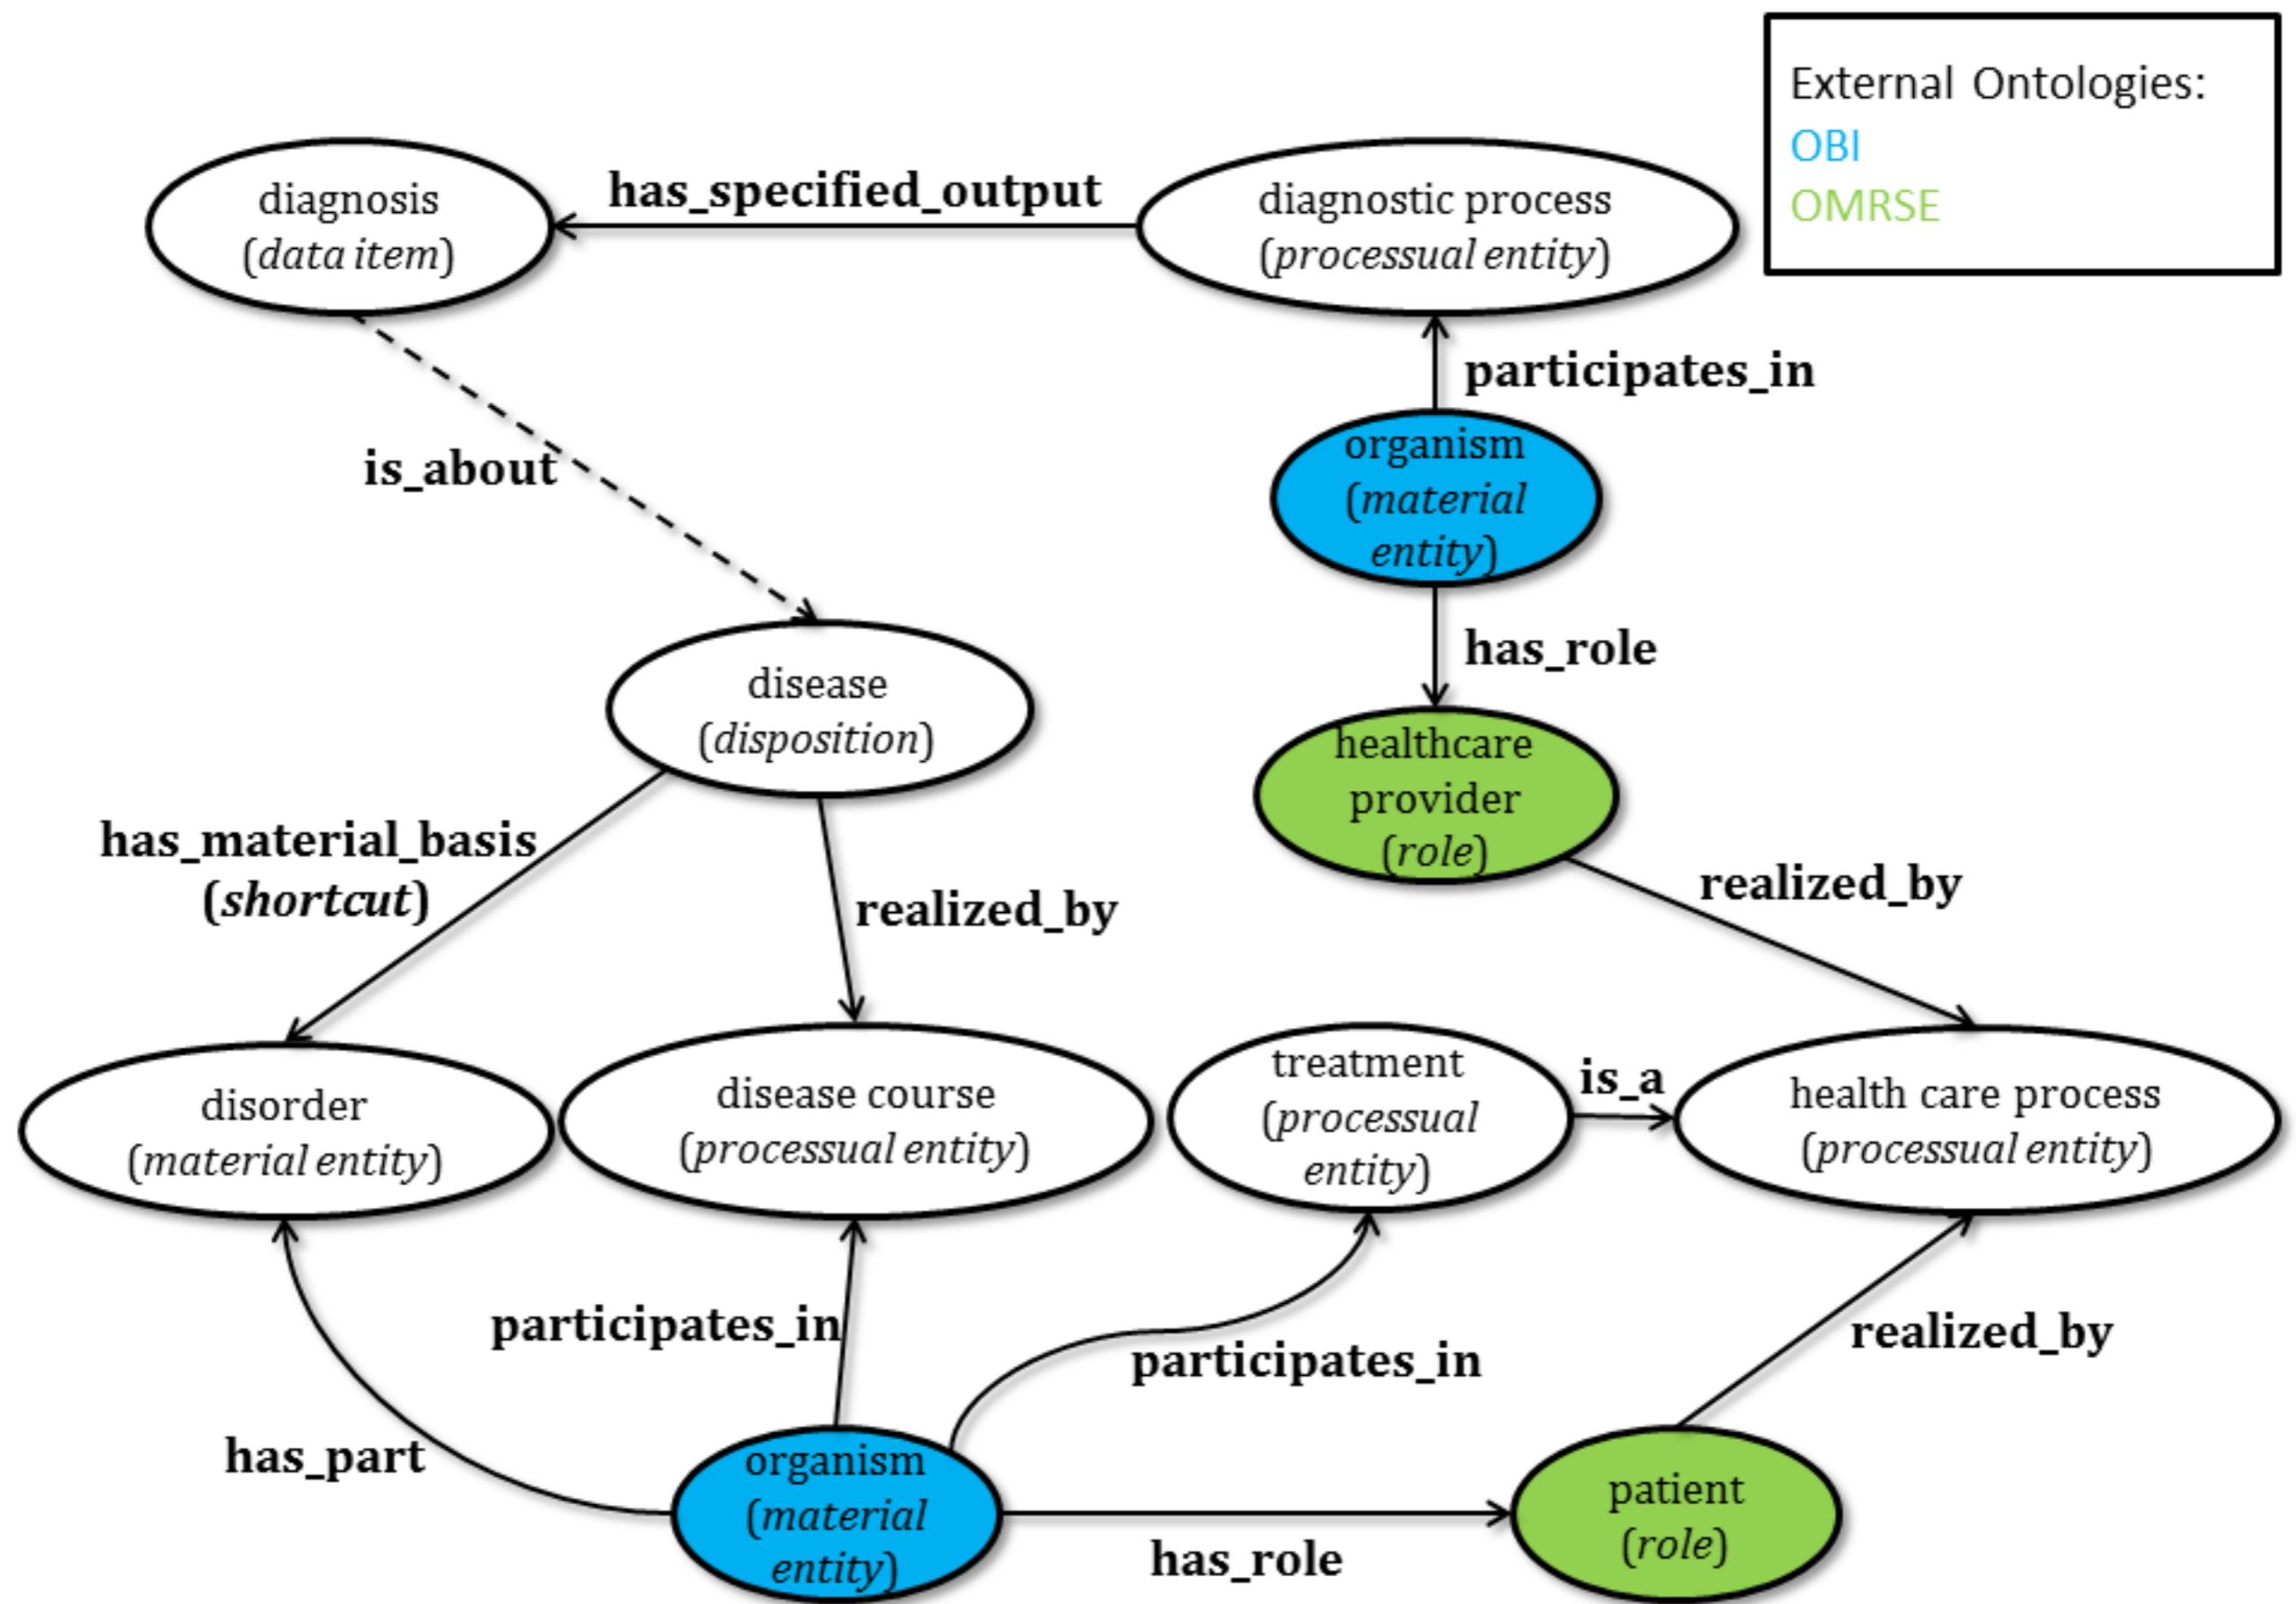 External Ontologies:
OBI
OMRSE
diagnosis
(data item)
has_specified_output
diagnostic process
(processual entity)
participates_in
organism
(material
entity)
is_about
has_role
disease
(disposition)
healthcare
provider
(role)
has_material_basis
(shortcut)
realized_by
realized_by
disorder
(material entity)
disease course
(processual entity)
treatment
(processual
entity)
is_a
health care process
(processual entity)
participates_in
participates_in
realized_by
has_part
organism
(material
entity)
has_role
patient
(role)